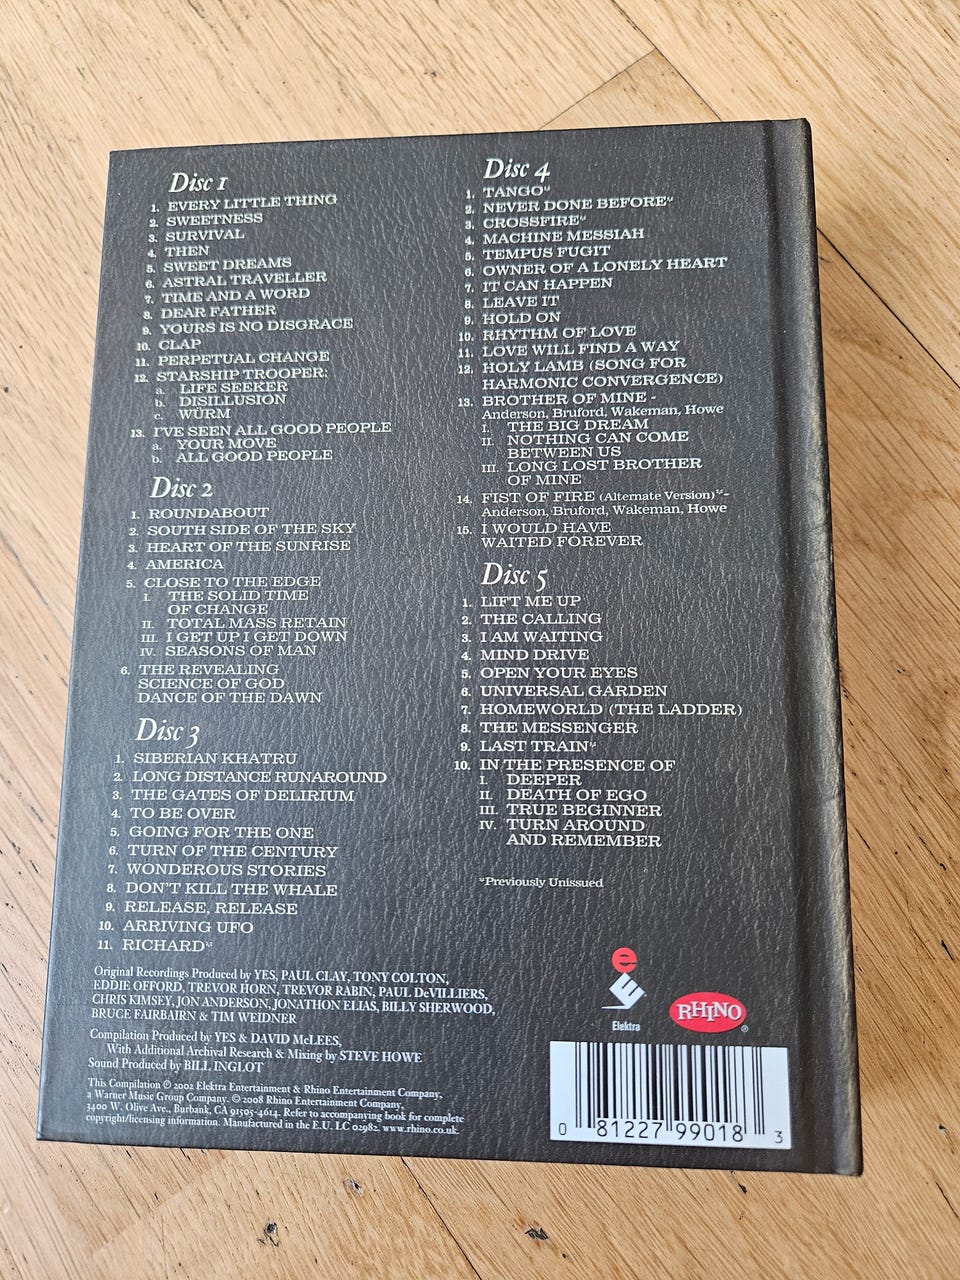 Disc 1
1. EVERY LITTLE THING
2. SWEETNESS
3. SURVIVAL
4. THEN
5. SWEET DREAMS
6. ASTRAL TRAVELLER
7. TIME AND A WORD
8. DEAR FATHER
9. YOURS IS NO DISGRACE
10. CLAP
11. PERPETUAL CHANGE
12. STARSHIP TROOPER:
a. LIFE SEEKER
b. DISILLUSION
c. WÜRM
13. I'VE SEEN ALL GOOD PEOPLE
a. YOUR MOVE
b. ALL GOOD PEOPLE
Disc 2
1. ROUNDABOUT
2. SOUTH SIDE OF THE SKY
3. HEART OF THE SUNRISE
4. AMERICA
5. CLOSE TO THE EDGE
I. THE SOLID TIME
OF CHANGE
II. TOTAL MASS RETAIN
III. I GET UP I GET DOWN
IV. SEASONS OF MAN
6. THE REVEALING
SCIENCE OF GOD
DANCE OF THE DAWN
Disc 3
1. SIBERIAN KHATRU
2. LONG DISTANCE RUNAROUND
3. THE GATES OF DELIRIUM
4. TO BE OVER
5. GOING FOR THE ONE
6. TURN OF THE CENTURY
7. WONDEROUS STORIES
8. DON'T KILL THE WHALE
9. RELEASE, RELEASE
10. ARRIVING UFO
11. RICHARD*
Original Recordings Produced by YES, PAUL CLAY, TONY COLTON,
EDDIE OFFORD, TREVOR HORN, TREVOR RABIN, PAUL DeVILLIERS,
CHRIS KIMSEY, JON ANDERSON, JONATHON ELIAS, BILLY SHERWOOD,
BRUCE FAIRBAIRN & TIM WEIDNER
Compilation Produced by YES & DAVID McLEES,
With Additional Archival Research & Mixing by STEVE HOWE
Sound Produced by BILL INGLOT
This Compilation ℗ 2002 Elektra Entertainment & Rhino Entertainment Company,
a Warner Music Group Company. © 2008 Rhino Entertainment Company,
3400 W. Olive Ave., Burbank, CA 91505-4614. Refer to accompanying book for complete
copyright/licensing information. Manufactured in the E.U. LC 02982. www.rhino.co.uk.
Disc 4
1. TANGO*
2. NEVER DONE BEFORE*
3. CROSSFIRE*
4. MACHINE MESSIAH
5. TEMPUS FUGIT
6. OWNER OF A LONELY HEART
7. IT CAN HAPPEN
8. LEAVE IT
9. HOLD ON
10. RHYTHM OF LOVE
11. LOVE WILL FIND A WAY
12. HOLY LAMB (SONG FOR
HARMONIC CONVERGENCE)
13. BROTHER OF MINE -
Anderson, Bruford, Wakeman, Howe
I. THE BIG DREAM
II. NOTHING CAN COME
BETWEEN US
III. LONG LOST BROTHER
OF MINE
14. FIST OF FIRE (Alternate Version)*-
Anderson, Bruford, Wakeman, Howe
15. I WOULD HAVE
WAITED FOREVER
Disc 5
1. LIFT ME UP
2. THE CALLING
3. I AM WAITING
4. MIND DRIVE
5. OPEN YOUR EYES
6. UNIVERSAL GARDEN
7. HOMEWORLD (THE LADDER)
8. THE MESSENGER
9. LAST TRAIN*
10. IN THE PRESENCE OF
I. DEEPER
II. DEATH OF EGO
III. TRUE BEGINNER
IV. TURN AROUND
AND REMEMBER
*Previously Unissued
e
Elektra
RHINO®
0 81227 99018 3